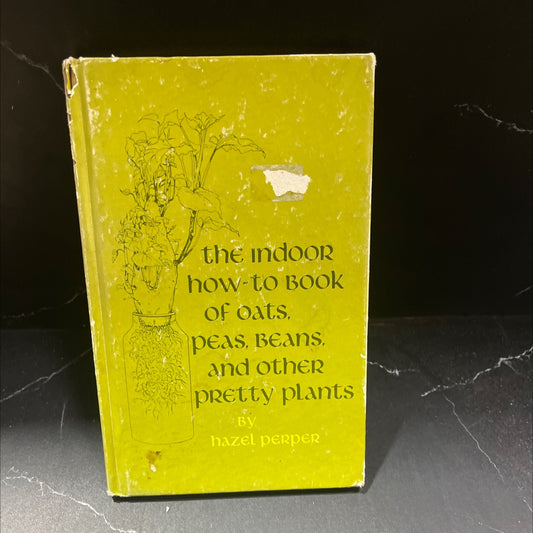 the indoor
how-to book
of oats,
peas, beans,
and other
pretty plants
by
hazel perper